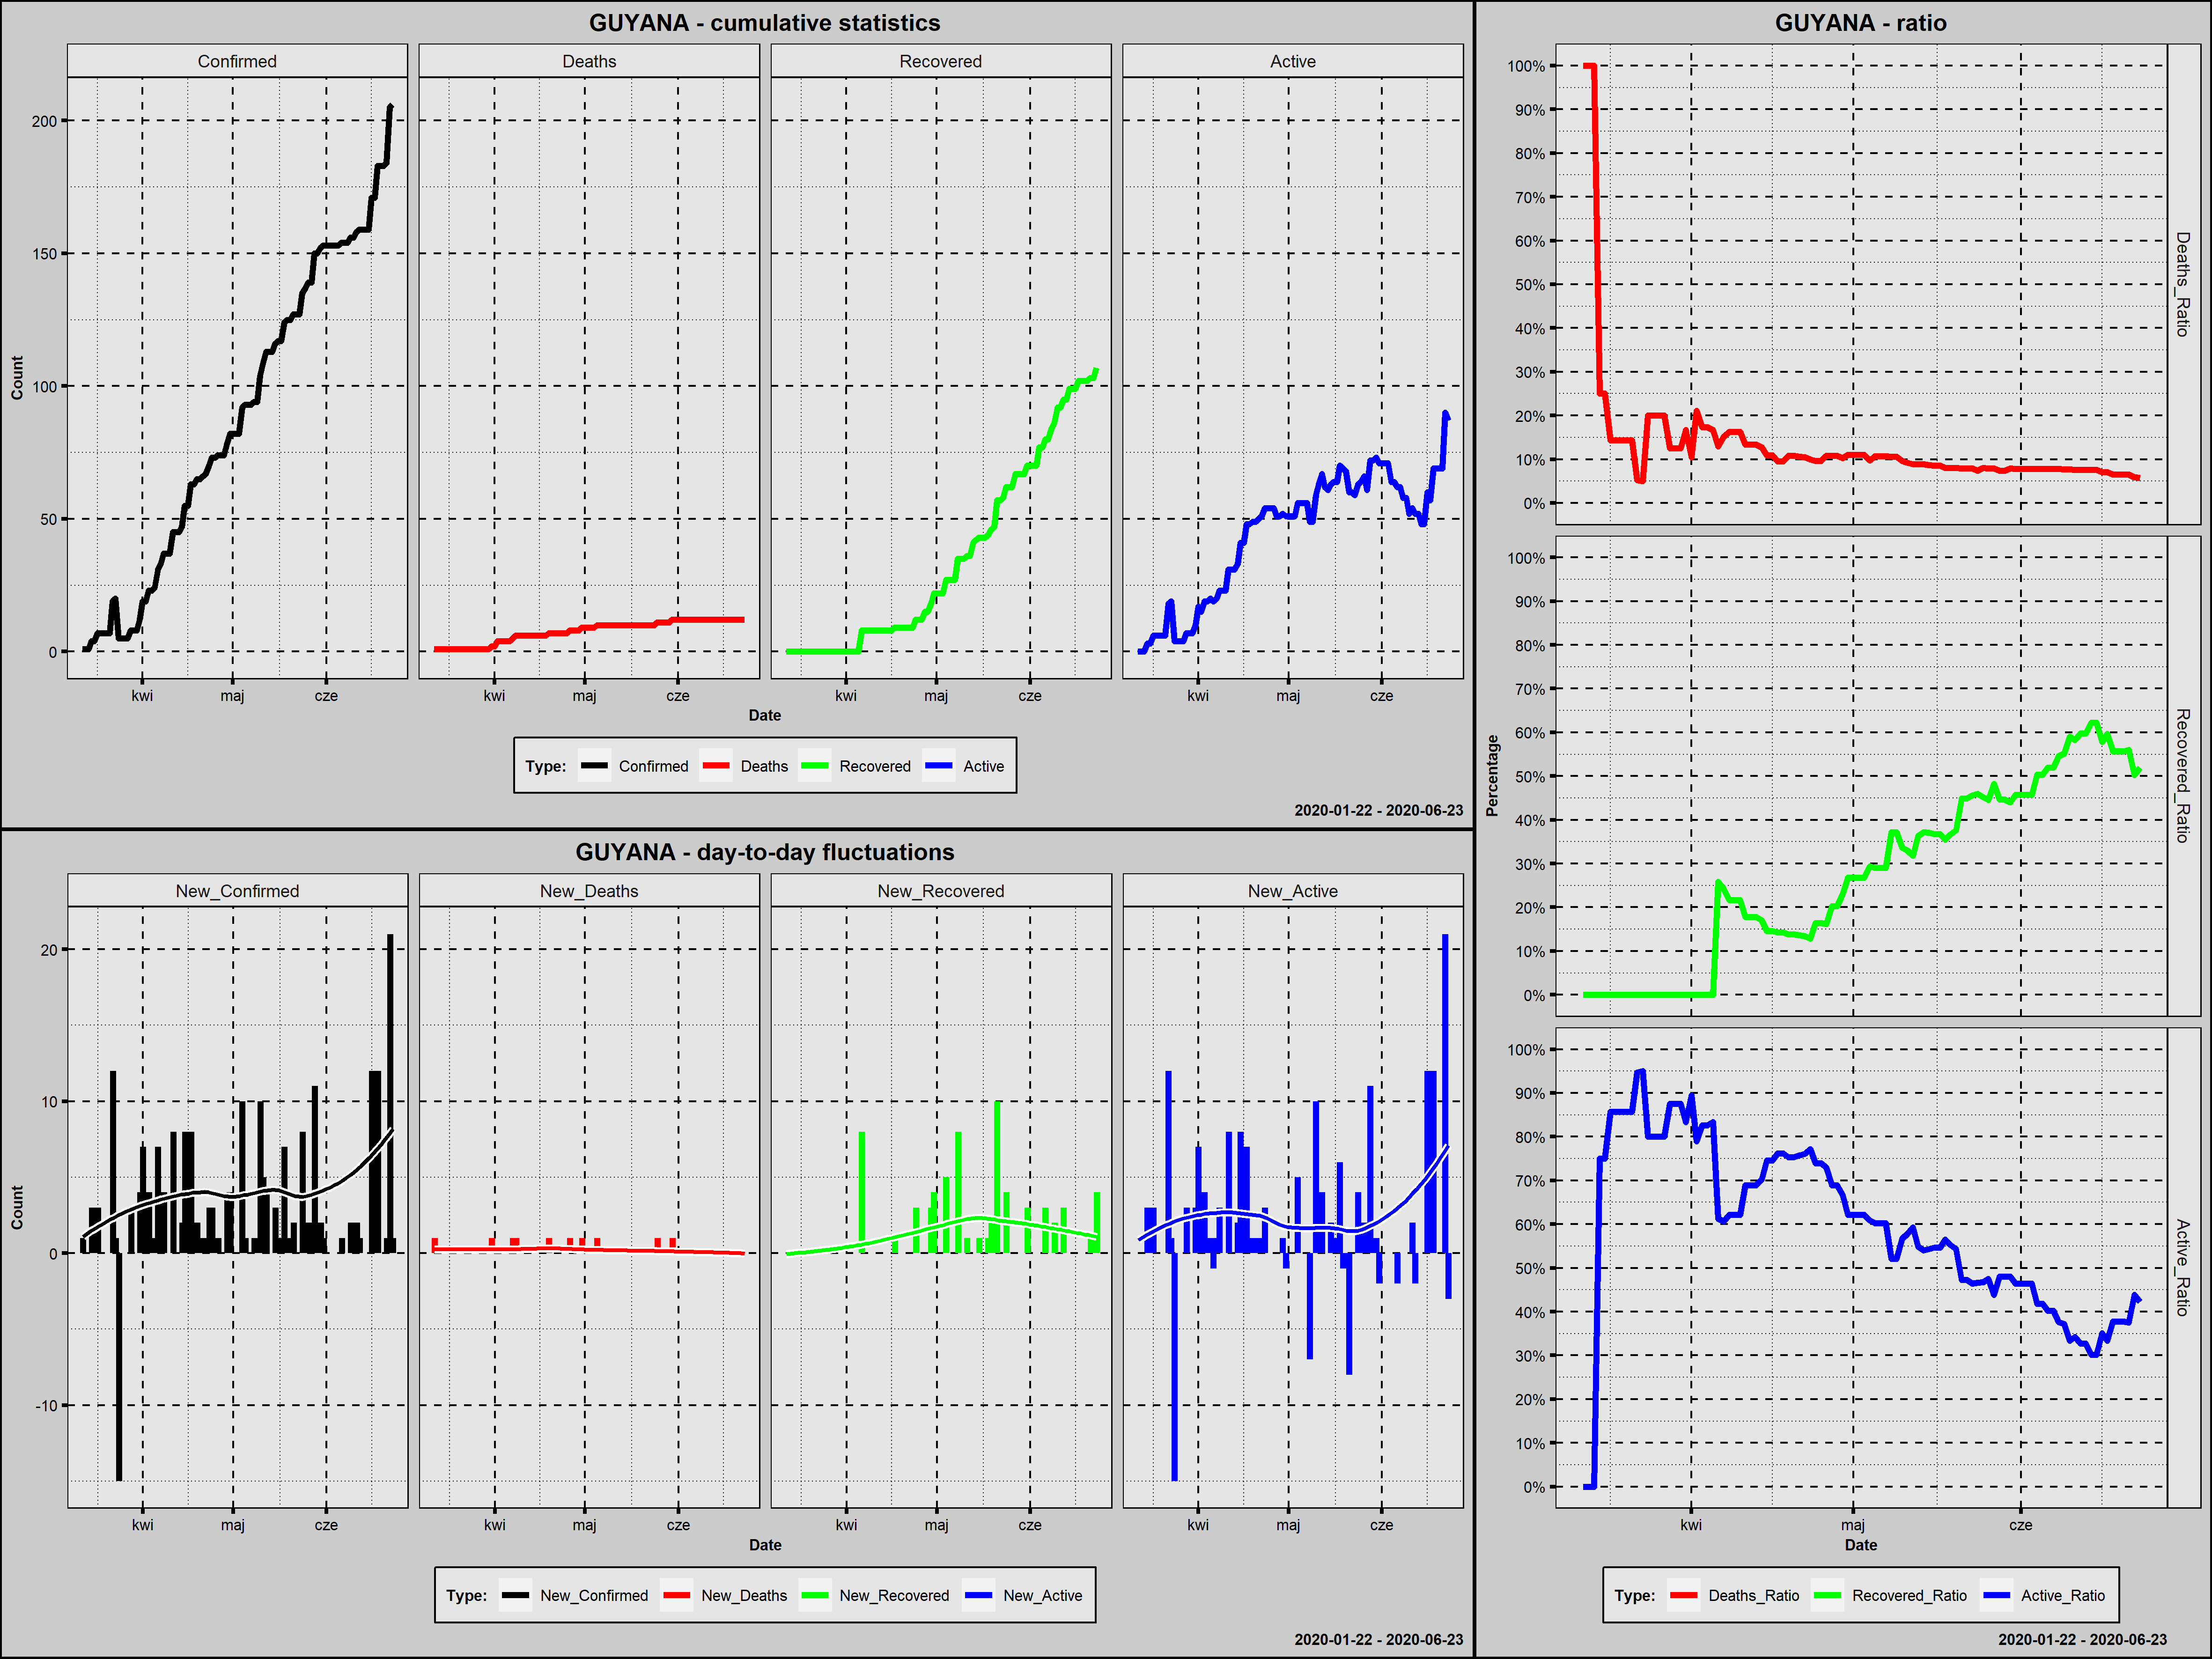 GUYANA - cumulative statistics
Confirmed Deaths Recovered Active
200
150
100
50
0
Count
kwi maj cze kwi maj cze kwi maj cze kwi maj cze
Date
Type: Confirmed Deaths Recovered Active
2020-01-22 - 2020-06-23
GUYANA - day-to-day fluctuations
New_Confirmed New_Deaths New_Recovered New_Active
20
10
0
-10
Count
kwi maj cze kwi maj cze kwi maj cze kwi maj cze
Date
Type: New_Confirmed New_Deaths New_Recovered New_Active
2020-01-22 - 2020-06-23
GUYANA - ratio
100%
90%
80%
70%
60%
50%
40%
30%
20%
10%
0%
Deaths_Ratio
100%
90%
80%
70%
60%
50%
40%
30%
20%
10%
0%
Recovered_Ratio
Percentage
100%
90%
80%
70%
60%
50%
40%
30%
20%
10%
0%
Active_Ratio
kwi maj cze
Date
Type: Deaths_Ratio Recovered_Ratio Active_Ratio
2020-01-22 - 2020-06-23